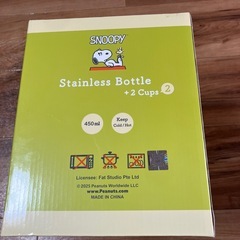 SNOOPY
Stainless Bottle
+ 2 Cups 2
450ml
Keep
Cold/Hot
Licensee: Fat Studio Pte Ltd
© 2023 Peanuts Worldwide LLC
www.Peanuts.com
MADE IN CHINA